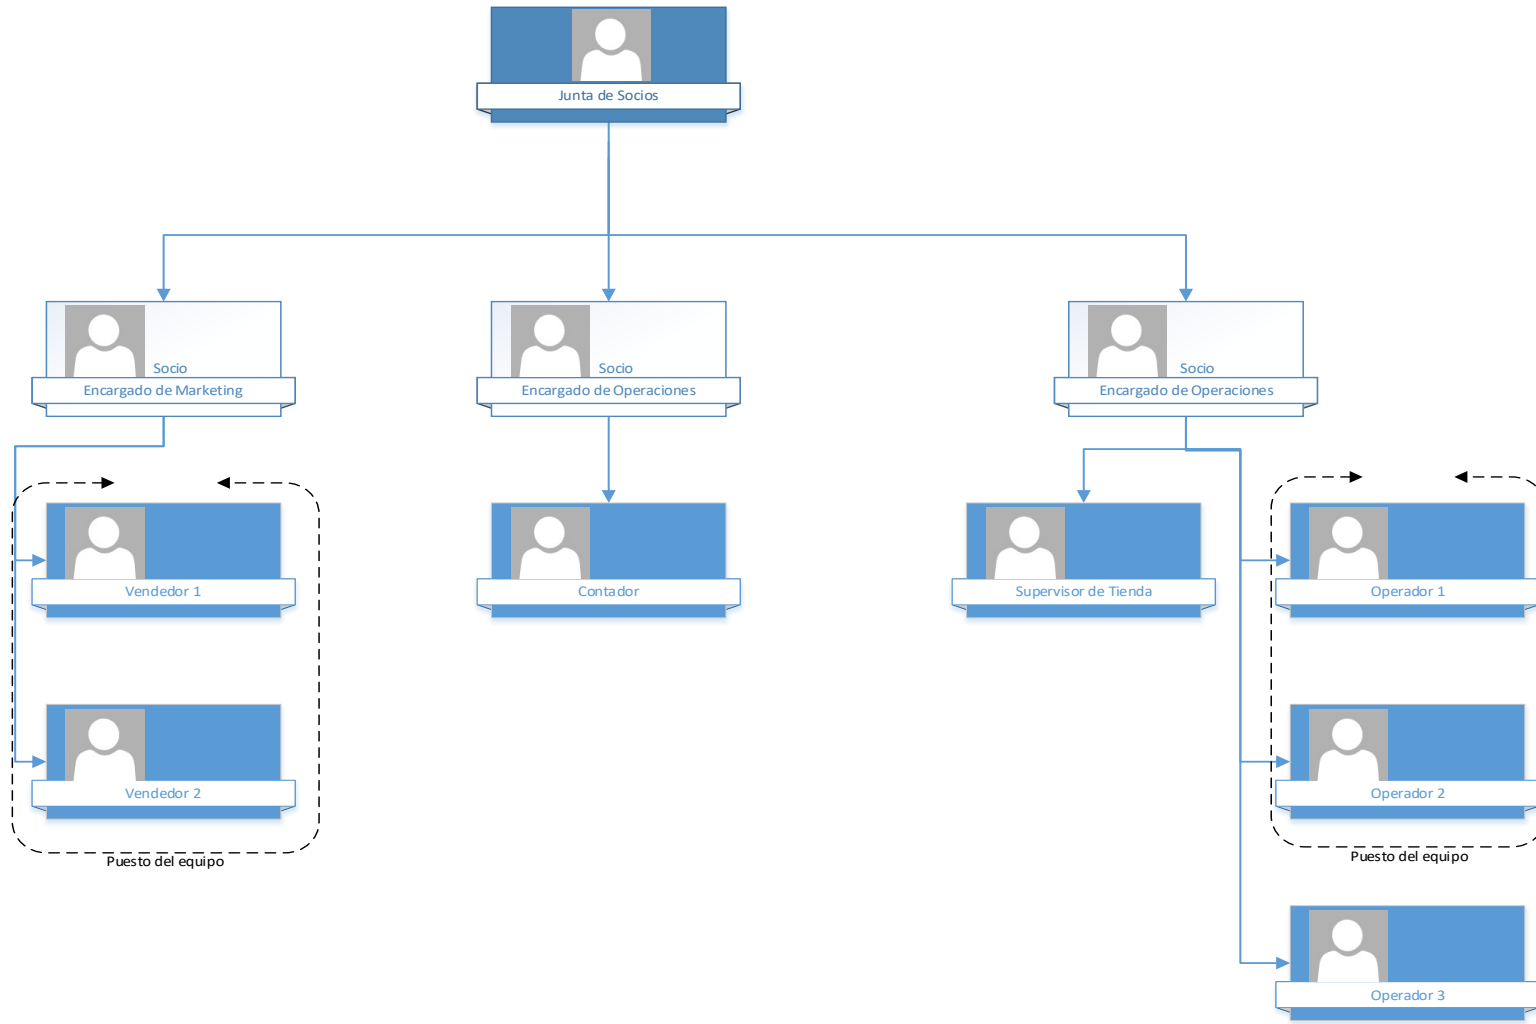 Junta de Socios
Socio
Encargado de Marketing
Socio
Encargado de Operaciones
Socio
Encargado de Operaciones
Vendedor 1
Contador
Supervisor de Tienda
Operador 1
Vendedor 2
Operador 2
Puesto del equipo
Puesto del equipo
Operador 3